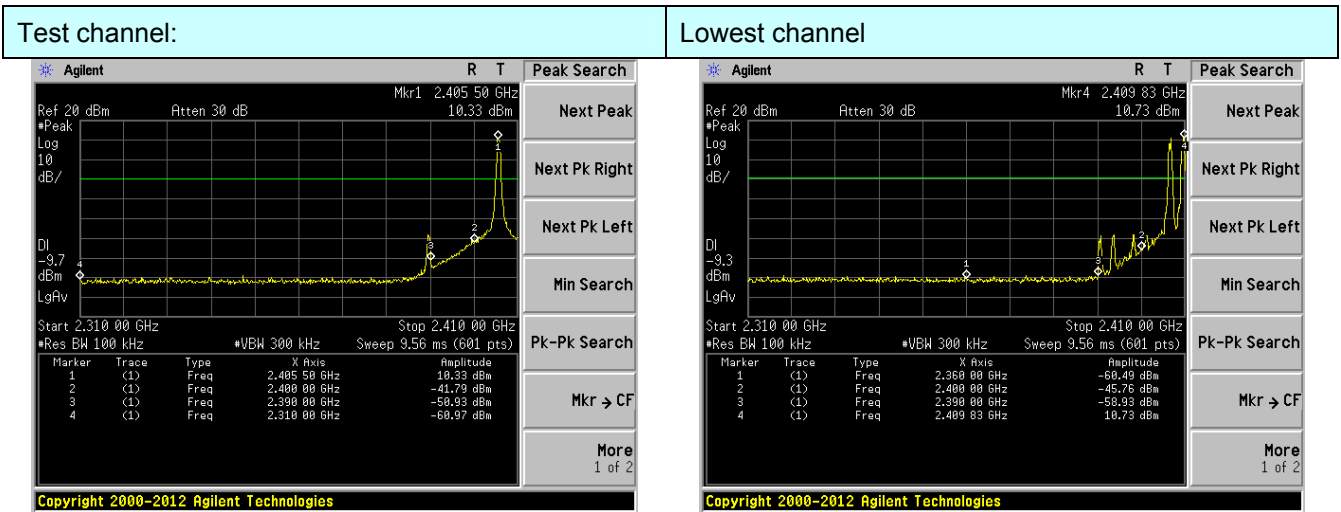 Test channel:
Lowest channel
Agilent
R T
Peak Search
Mkr1 2.405 50 GHz
Ref 20 dBm Atten 30 dB 10.33 dBm
#Peak
Log
10
dB/
1
2
3
4
DI
-9.7
dBm
LgAv
Start 2.310 00 GHz Stop 2.410 00 GHz
#Res BW 100 kHz #VBW 300 kHz Sweep 9.56 ms (601 pts)
Marker Trace Type X Axis Amplitude
1 (1) Freq 2.405 50 GHz 10.33 dBm
2 (1) Freq 2.400 00 GHz -41.79 dBm
3 (1) Freq 2.390 00 GHz -50.93 dBm
4 (1) Freq 2.310 00 GHz -60.97 dBm
Next Peak
Next Pk Right
Next Pk Left
Min Search
Pk-Pk Search
Mkr → CF
More
1 of 2
Copyright 2000-2012 Agilent Technologies
Agilent
R T
Peak Search
Mkr4 2.409 83 GHz
Ref 20 dBm Atten 30 dB 10.73 dBm
#Peak
Log
10
dB/
4
2
3
1
DI
-9.3
dBm
LgAv
Start 2.310 00 GHz Stop 2.410 00 GHz
#Res BW 100 kHz #VBW 300 kHz Sweep 9.56 ms (601 pts)
Marker Trace Type X Axis Amplitude
1 (1) Freq 2.360 00 GHz -60.49 dBm
2 (1) Freq 2.400 00 GHz -45.76 dBm
3 (1) Freq 2.390 00 GHz -58.93 dBm
4 (1) Freq 2.409 83 GHz 10.73 dBm
Next Peak
Next Pk Right
Next Pk Left
Min Search
Pk-Pk Search
Mkr → CF
More
1 of 2
Copyright 2000-2012 Agilent Technologies